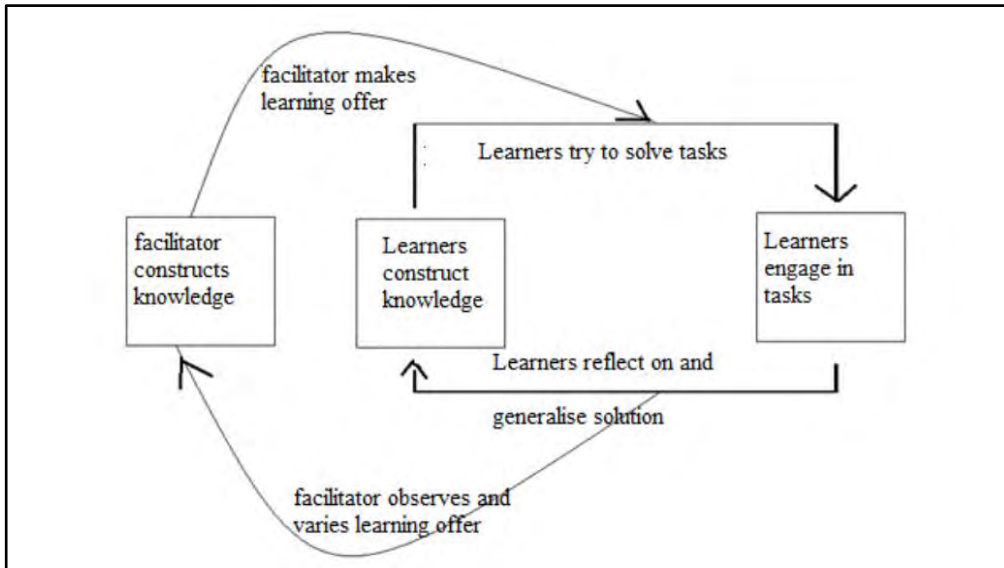 facilitator makes
learning offer
Learners try to solve tasks
facilitator
constructs
knowledge
Learners
construct
knowledge
Learners
engage in
tasks
Learners reflect on and
generalise solution
facilitator observes and
varies learning offer